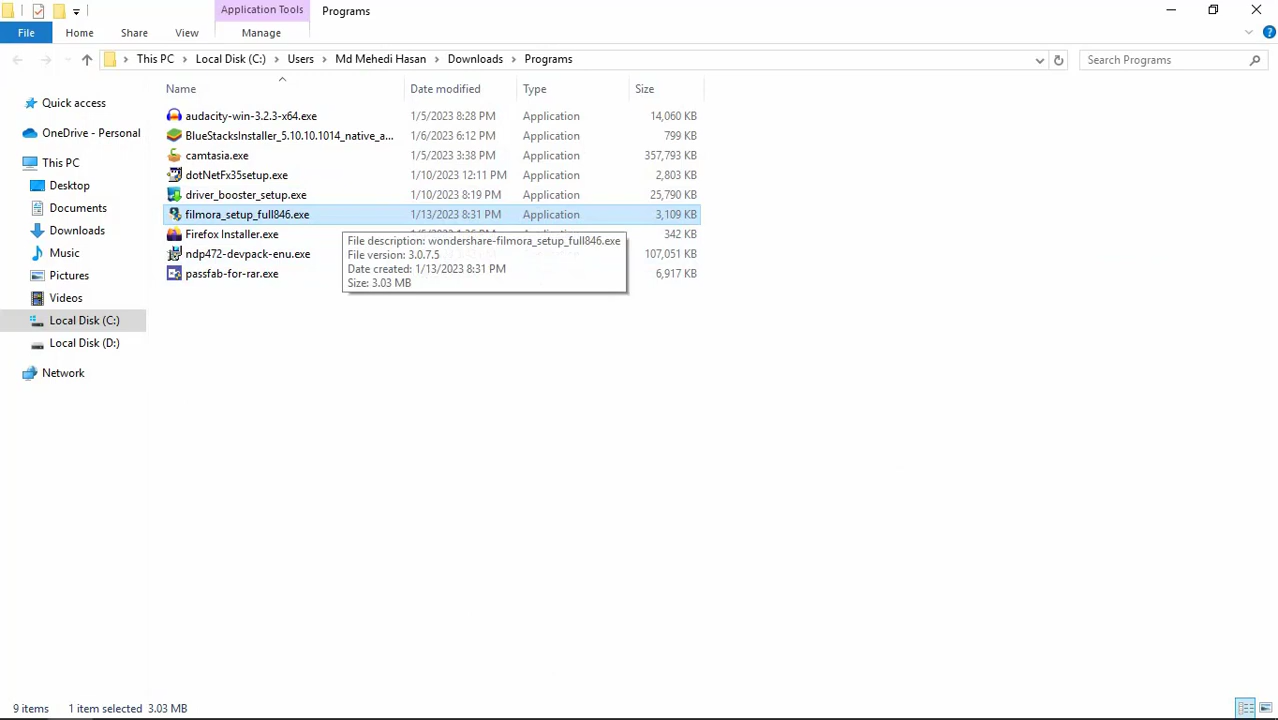 Application Tools
Programs
File
Home
Share
View
Manage
This PC
Local Disk (C:)
Users
Md Mehedi Hasan
Downloads
Programs
Search Programs
Name
Date modified
Type
Size
Quick access
OneDrive - Personal
This PC
Desktop
Documents
Downloads
Music
Pictures
Videos
Local Disk (C:)
Local Disk (D:)
Network
audacity-win-3.2.3-x64.exe 1/5/2023 8:28 PM Application 14,060 KB
BlueStacksInstaller_5.10.10.1014_native_a... 1/6/2023 6:12 PM Application 799 KB
camtasia.exe 1/5/2023 3:38 PM Application 357,793 KB
dotNetFx35setup.exe 1/10/2023 12:11 PM Application 2,803 KB
driver_booster_setup.exe 1/10/2023 8:19 PM Application 25,790 KB
filmora_setup_full846.exe 1/13/2023 8:31 PM Application 3,109 KB
Firefox Installer.exe 342 KB
ndp472-devpack-enu.exe 107,051 KB
passfab-for-rar.exe 6,917 KB
File description: wondershare-filmora_setup_full846.exe
File version: 3.0.7.5
Date created: 1/13/2023 8:31 PM
Size: 3.03 MB
9 items
1 item selected 3.03 MB